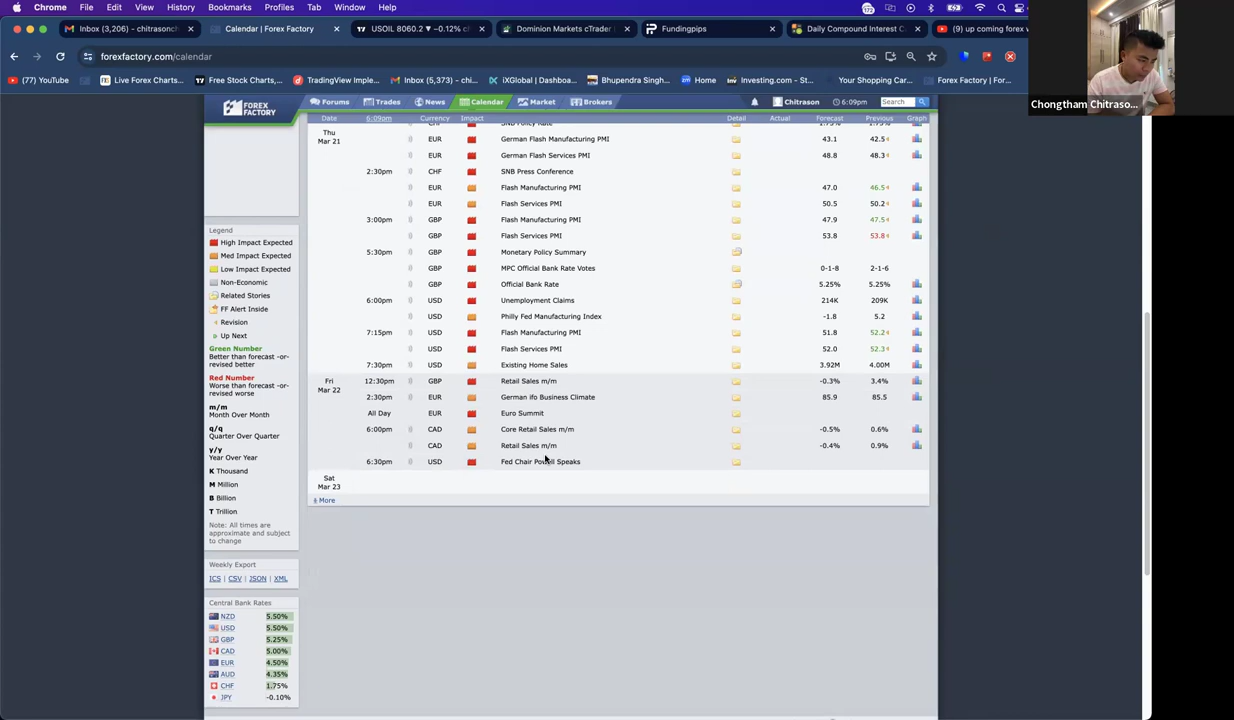 Chrome File Edit View History Bookmarks Profiles Tab Window Help
172
Inbox (3,206) - chitrasonch
Calendar | Forex Factory
USOIL 8060.2 ▼ −0.12%
Dominion Markets cTrader
Fundingpips
Daily Compound Interest C
(9) up coming forex
forexfactory.com/calendar
(77) YouTube
Live Forex Charts,...
Free Stock Charts,...
TradingView Imple...
Inbox (5,373) - chi...
iXGlobal | Dashboa...
Bhupendra Singh...
Home
Investing.com - St...
Your Shopping Car...
Forex Factory | Fo
Chongtham Chitraso...
FOREX FACTORY
Forums Trades News Calendar Market Brokers
Chitrason 6:09pm Search
Date 6:09pm Currency Impact Detail Actual Forecast Previous Graph
SNB Policy Rate
Thu Mar 21
EUR German Flash Manufacturing PMI 43.1 42.5
EUR German Flash Services PMI 48.8 48.3
2:30pm CHF SNB Press Conference
EUR Flash Manufacturing PMI 47.0 46.5
EUR Flash Services PMI 50.5 50.2
3:00pm GBP Flash Manufacturing PMI 47.9 47.5
GBP Flash Services PMI 53.8 53.8
5:30pm GBP Monetary Policy Summary
GBP MPC Official Bank Rate Votes 0-1-8 2-1-6
GBP Official Bank Rate 5.25% 5.25%
6:00pm USD Unemployment Claims 214K 209K
USD Philly Fed Manufacturing Index -1.8 5.2
7:15pm USD Flash Manufacturing PMI 51.8 52.2
USD Flash Services PMI 52.0 52.3
7:30pm USD Existing Home Sales 3.92M 4.00M
Fri Mar 22
12:30pm GBP Retail Sales m/m -0.3% 3.4%
2:30pm EUR German ifo Business Climate 85.9 85.5
All Day EUR Euro Summit
6:00pm CAD Core Retail Sales m/m -0.5% 0.6%
CAD Retail Sales m/m -0.4% 0.9%
6:30pm USD Fed Chair Powell Speaks
Sat Mar 23
More
Legend
High Impact Expected
Med Impact Expected
Low Impact Expected
Non-Economic
Related Stories
FF Alert Inside
Revision
Up Next
Green Number
Better than forecast -or-
revised better
Red Number
Worse than forecast -or-
revised worse
m/m
Month Over Month
q/q
Quarter Over Quarter
y/y
Year Over Year
K Thousand
M Million
B Billion
T Trillion
Note: All times are
approximate and subject
to change
Weekly Export
ICS | CSV | JSON | XML
Central Bank Rates
NZD 5.50%
USD 5.50%
GBP 5.25%
CAD 5.00%
EUR 4.50%
AUD 4.35%
CHF 1.75%
JPY -0.10%